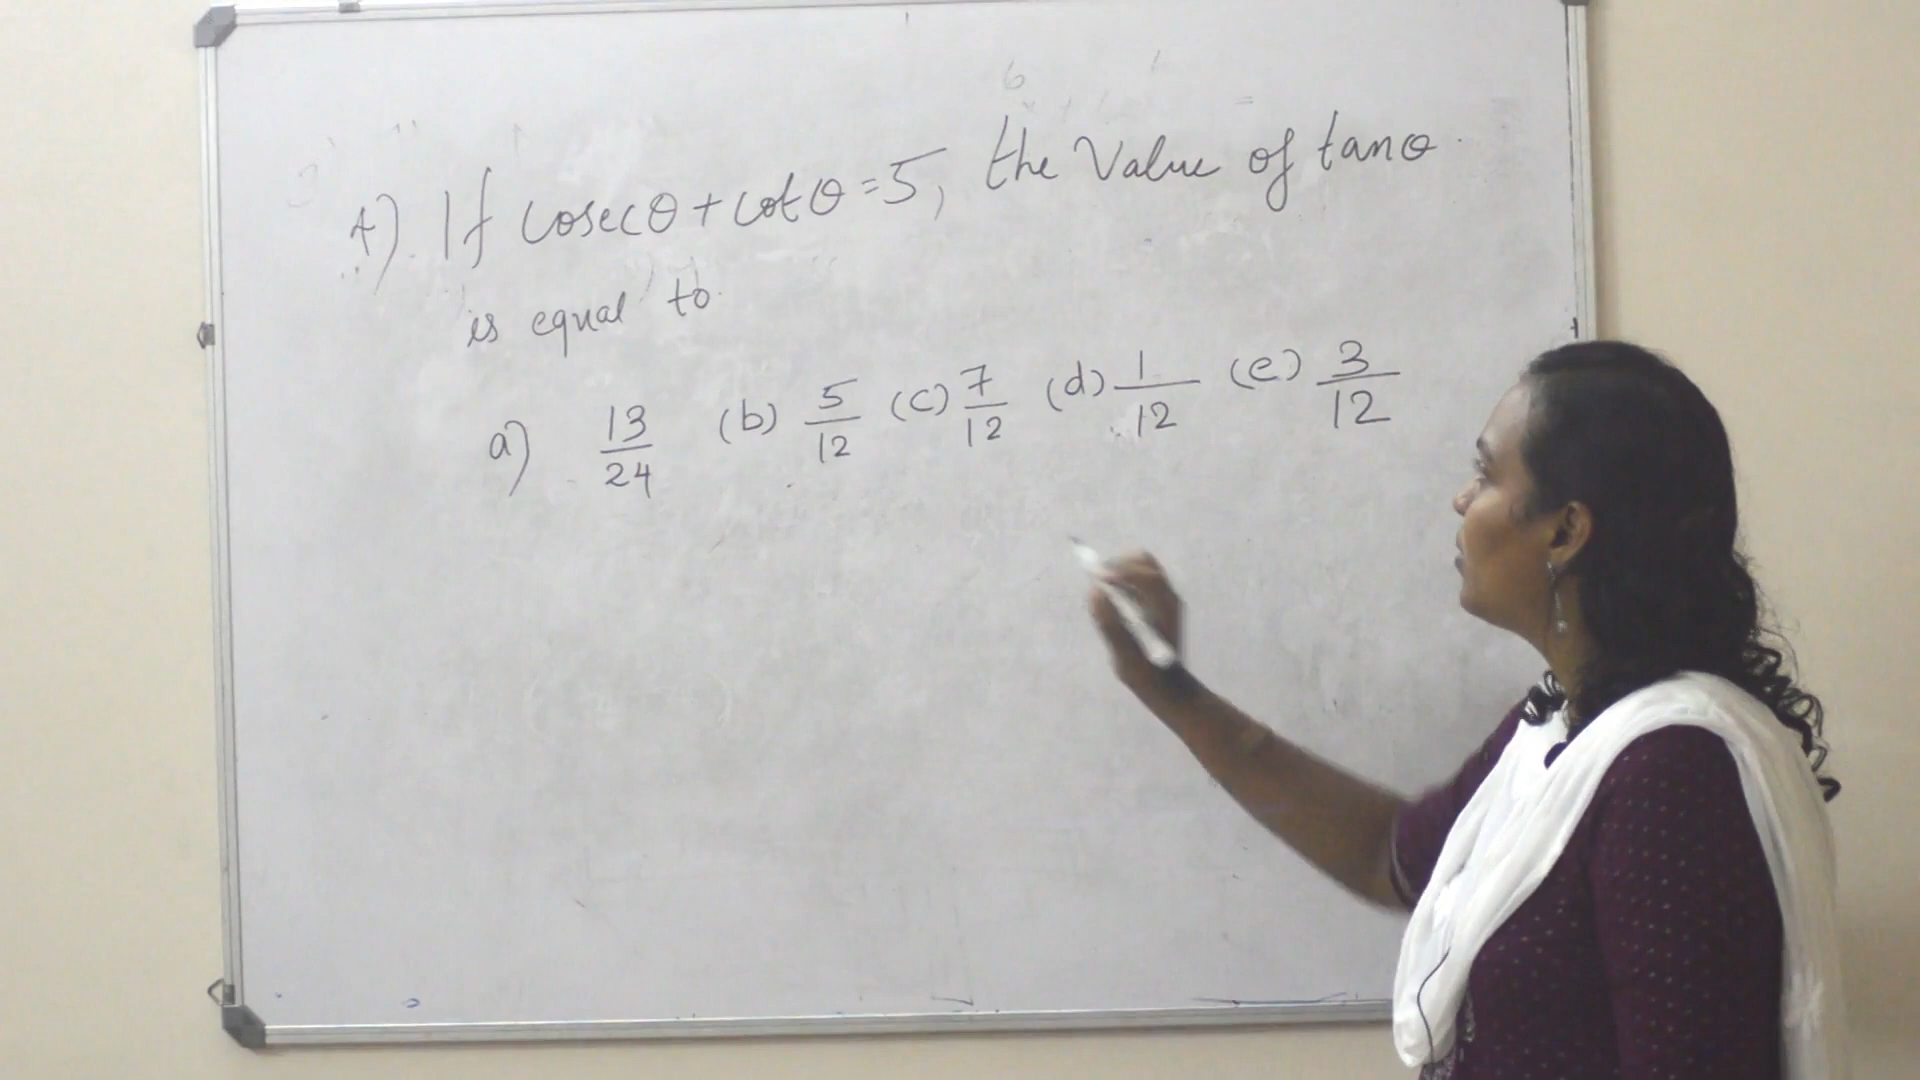 4). If cosecθ + cotθ = 5, the Value of tanθ.
is equal to
a) 13/24 (b) 5/12 (c) 7/12 (d) 1/12 (e) 3/12